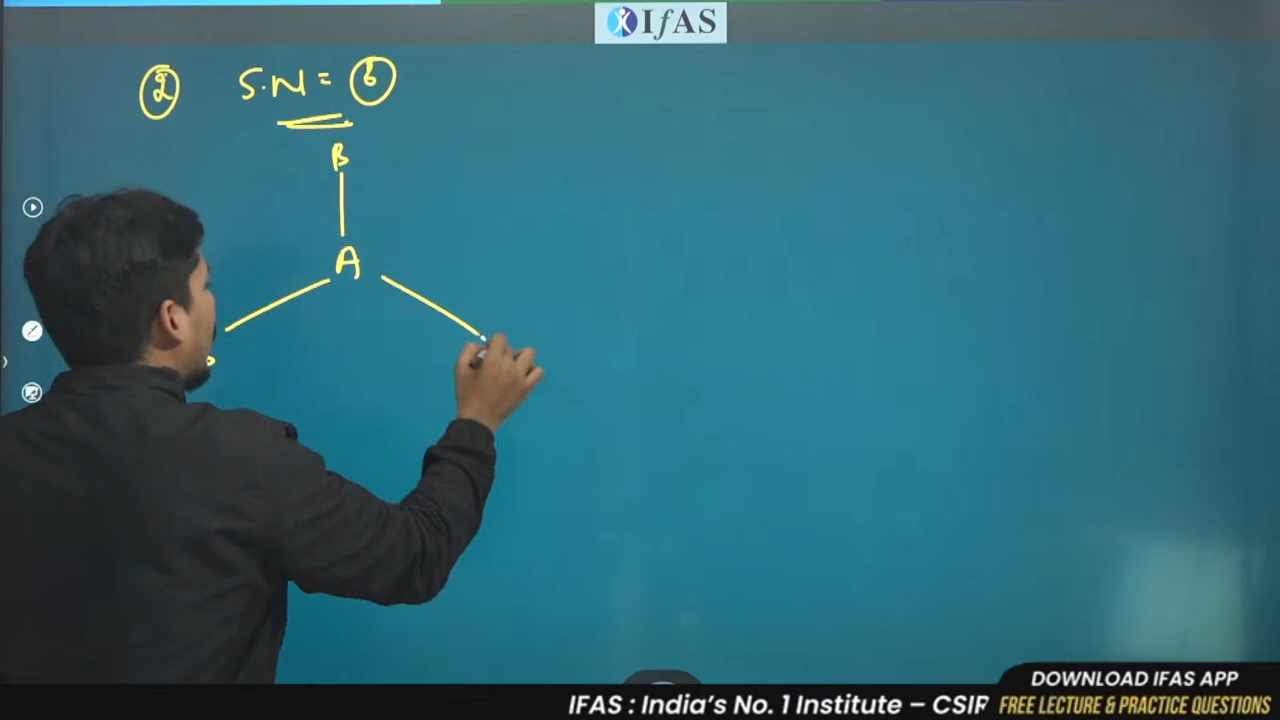 IfAS
② S.N = ⑥
B
A
DOWNLOAD IFAS APP
IFAS : India's No. 1 Institute – CSIR
FREE LECTURE & PRACTICE QUESTIONS